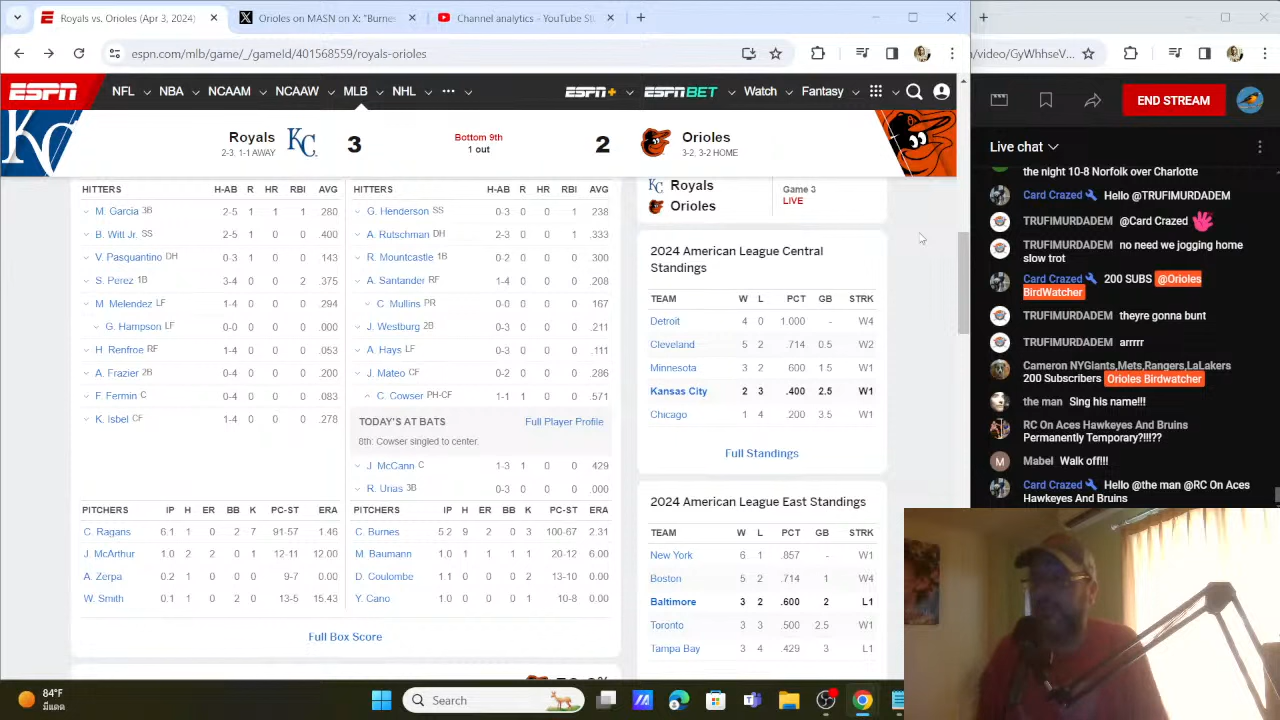 Royals vs. Orioles (Apr 3, 2024)
Orioles on MASN on X: "Burne
Channel analytics - YouTube St
espn.com/mlb/game/_/gameId/401568559/royals-orioles
n/video/GyWhhseV...
ESPN
NFL
NBA
NCAAM
NCAAW
MLB
NHL
ESPN+
ESPN BET
Watch
Fantasy
END STREAM
KC
Royals
2-3, 1-1 AWAY
KC
3
Bottom 9th
1 out
2
Orioles
3-2, 3-2 HOME
HITTERS H-AB R HR RBI AVG
M. Garcia 3B 2-5 1 1 1 .280
B. Witt Jr. SS 2-5 1 0 0 .400
V. Pasquantino DH 0-3 1 0 0 .143
S. Perez 1B 3-4 0 0 2 .375
M. Melendez LF 1-4 0 0 0 .350
G. Hampson LF 0-0 0 0 0 .000
H. Renfroe RF 1-4 0 0 0 .053
A. Frazier 2B 0-4 0 0 0 .200
F. Fermin C 0-4 0 0 0 .083
K. Isbel CF 1-4 0 0 0 .278
PITCHERS IP H ER BB K PC-ST ERA
C. Ragans 6.1 1 0 2 7 91-57 1.46
J. McArthur 1.0 2 2 0 1 12-11 12.00
A. Zerpa 0.2 1 0 0 0 9-7 0.00
W. Smith 0.1 1 0 2 0 13-5 15.43
HITTERS H-AB R HR RBI AVG
G. Henderson SS 0-3 0 0 1 .238
A. Rutschman DH 2-3 0 0 1 .333
R. Mountcastle 1B 0-2 0 0 0 .300
A. Santander RF 1-4 0 0 0 .208
C. Mullins PR 0-0 0 0 0 .167
J. Westburg 2B 0-3 0 0 0 .211
A. Hays LF 0-3 0 0 0 .111
J. Mateo CF 0-2 0 0 0 .286
C. Cowser PH-CF 1-1 1 0 0 .571
TODAY'S AT BATS Full Player Profile
8th: Cowser singled to center.
J. McCann C 1-3 1 0 0 .429
R. Urias 3B 0-3 0 0 0 .000
PITCHERS IP H ER BB K PC-ST ERA
C. Burnes 5.2 9 2 0 3 100-67 2.31
M. Baumann 1.0 1 1 1 1 20-12 6.00
D. Coulombe 1.1 0 0 0 2 13-10 0.00
Y. Cano 1.0 0 0 0 1 10-8 0.00
Full Box Score
Royals
Orioles
Game 3
LIVE
2024 American League Central
Standings
TEAM W L PCT GB STRK
Detroit 4 0 1.000 - W4
Cleveland 5 2 .714 0.5 W2
Minnesota 3 2 .600 1.5 W1
Kansas City 2 3 .400 2.5 W1
Chicago 1 4 .200 3.5 W1
Full Standings
2024 American League East Standings
TEAM W L PCT GB STRK
New York 6 1 .857 - W1
Boston 5 2 .714 1 W4
Baltimore 3 2 .600 2 L1
Toronto 3 3 .500 2.5 W1
Tampa Bay 3 4 .429 3 L1
Live chat
the night 10-8 Norfolk over Charlotte
Card Crazed Hello @TRUFIMURDADEM
TRUFIMURDADEM @Card Crazed
TRUFIMURDADEM no need we jogging home
slow trot
Card Crazed 200 SUBS @Orioles
BirdWatcher
TRUFIMURDADEM theyre gonna bunt
TRUFIMURDADEM arrrrr
Cameron NYGiants,Mets,Rangers,LaLakers
200 Subscribers Orioles Birdwatcher
the man Sing his name!!!
RC On Aces Hawkeyes And Bruins
Permanently Temporary?!!!??
M
Mabel Walk off!!!
Card Crazed Hello @the man @RC On Aces
Hawkeyes And Bruins
84°F
มีแดด
Search